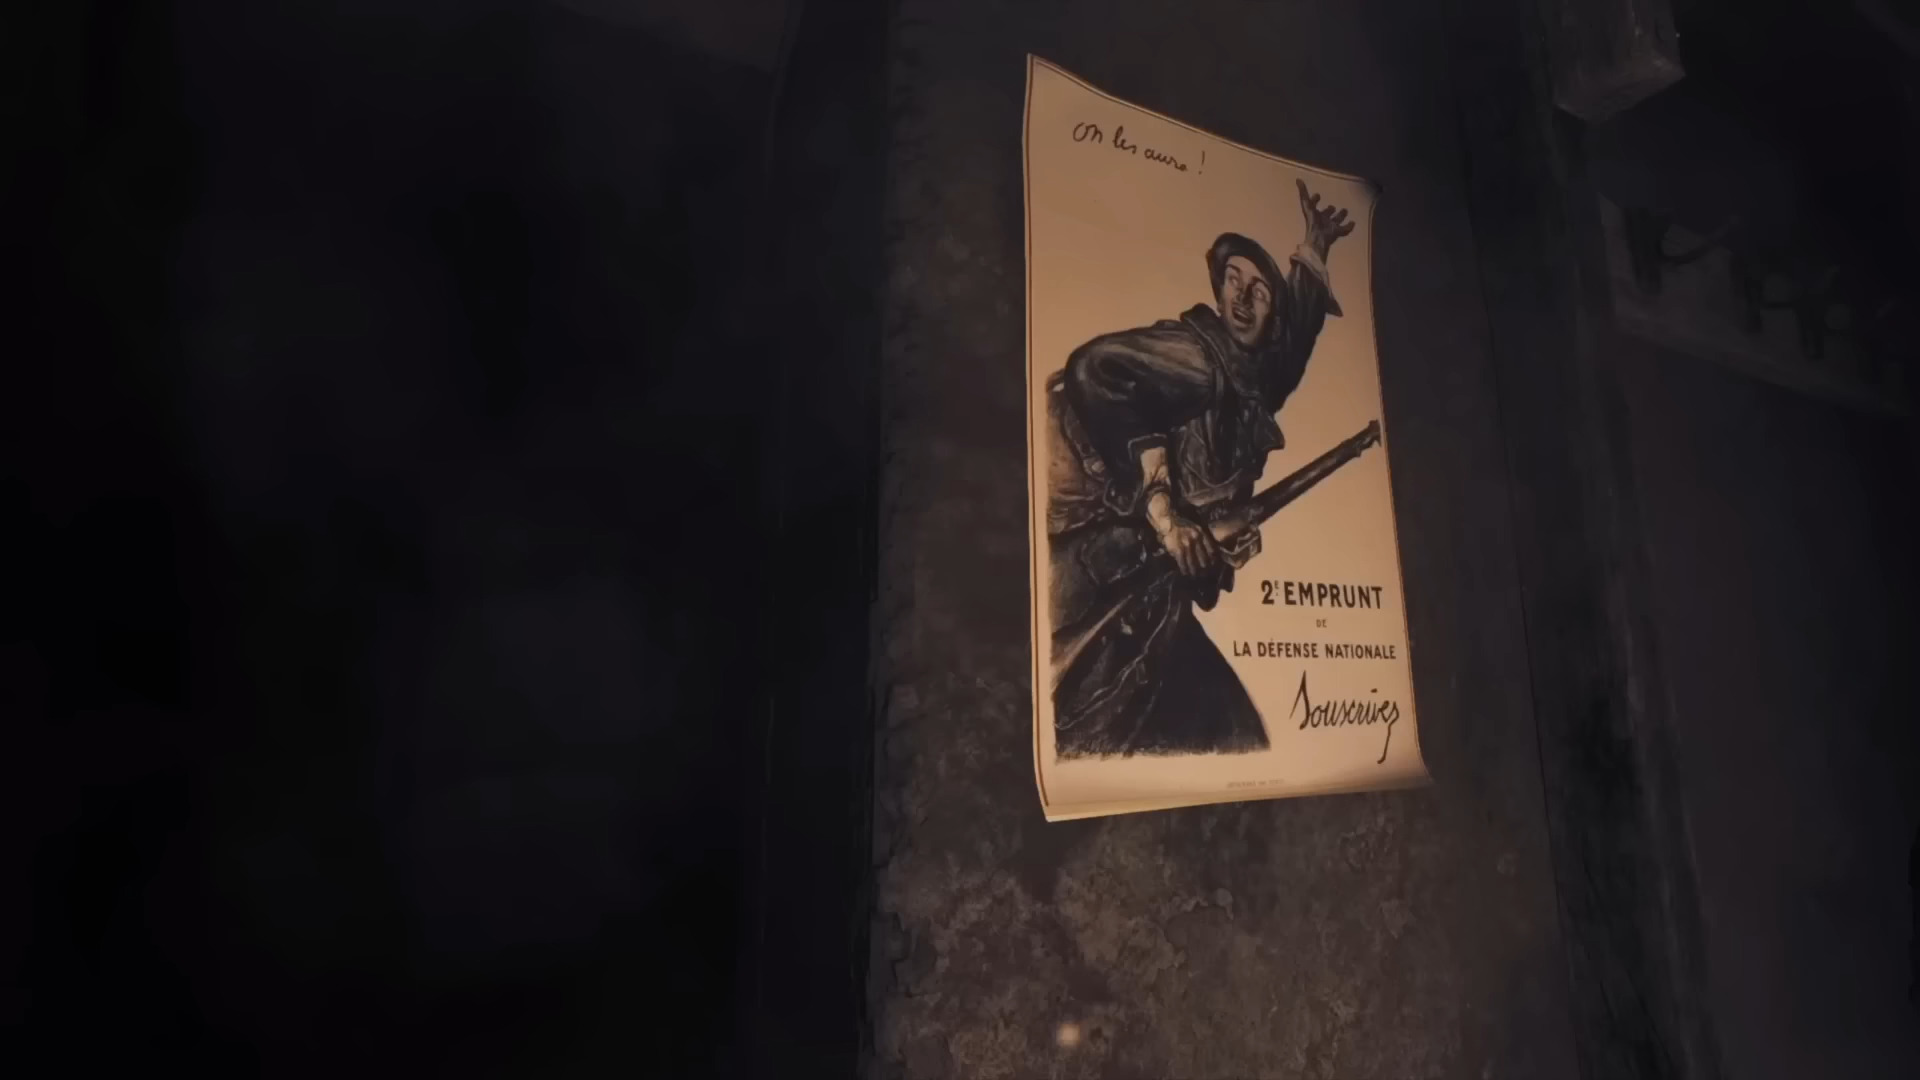 on les aura !
2E EMPRUNT
DE
LA DÉFENSE NATIONALE
Souscrivez